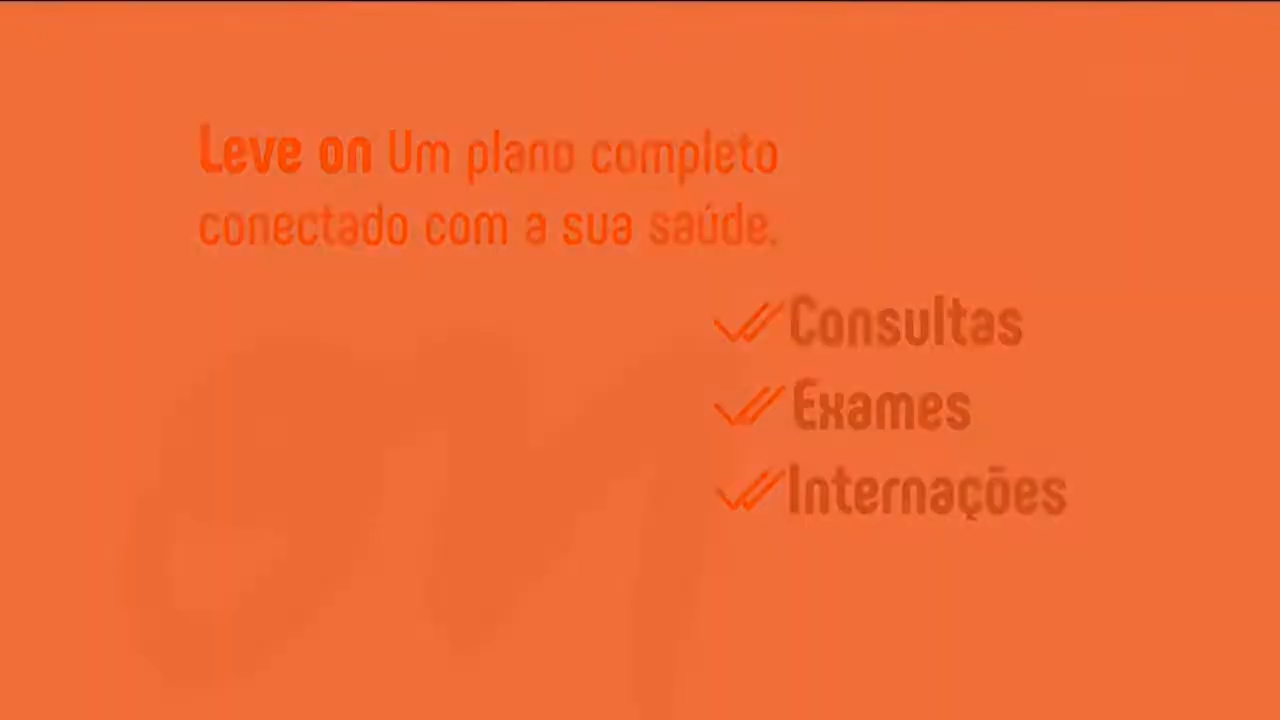 Leve on Um plano completo
conectado com a sua saúde.
Consultas
Exames
Internações